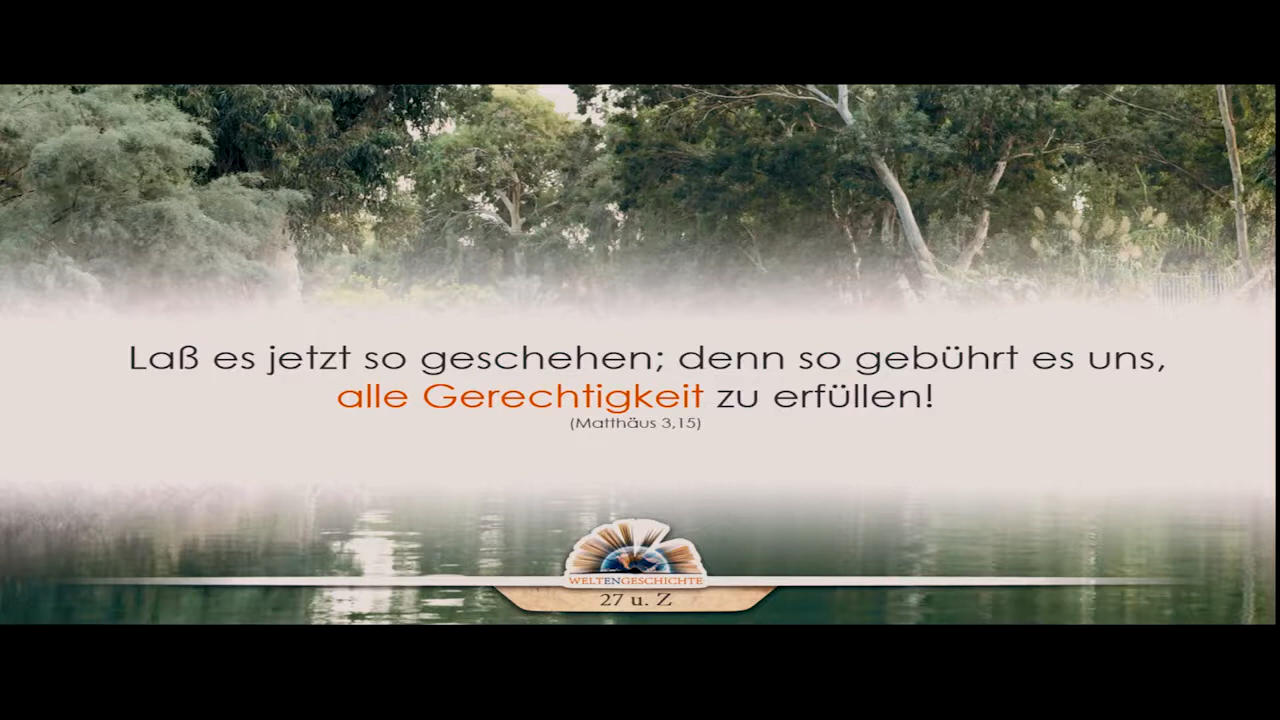 Laß es jetzt so geschehen; denn so gebührt es uns,
alle Gerechtigkeit zu erfüllen!
(Matthäus 3,15)
WELTENGESCHICHTE
27 u. Z